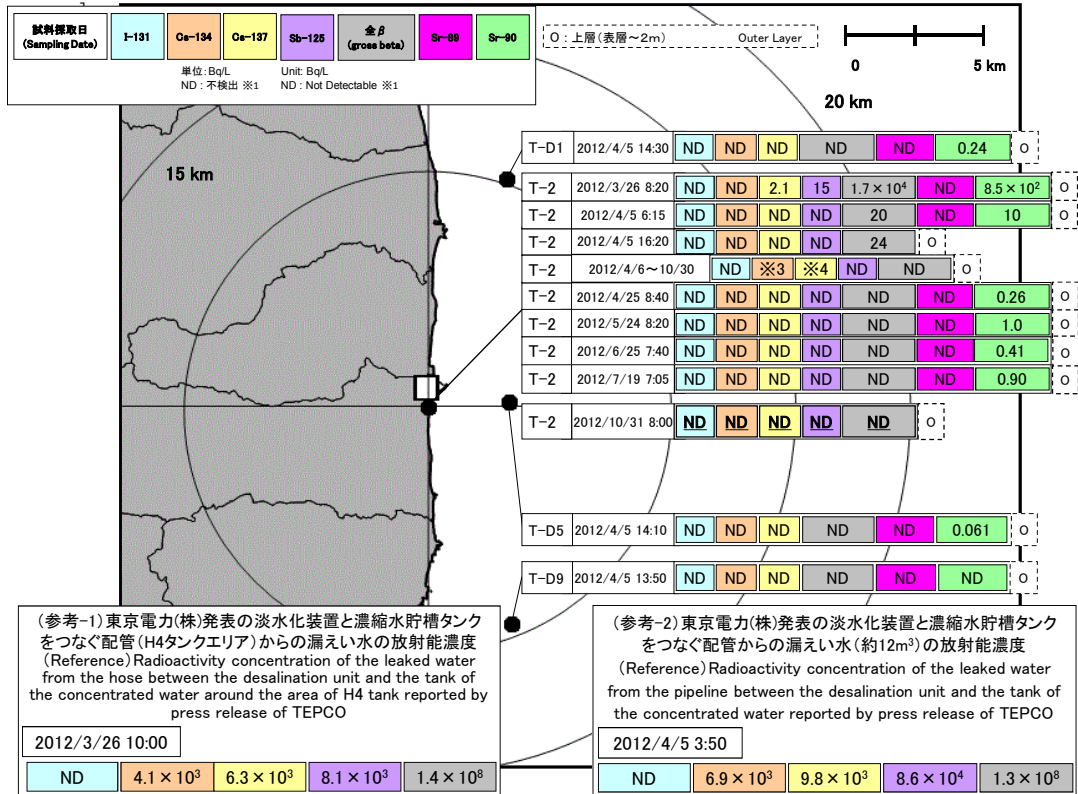 試料採取日
(Sampling Date)
I-131
Cs-134
Cs-137
Sb-125
全β
(gross beta)
Sr-89
Sr-90
単位: Bq/L Unit: Bq/L
ND : 不検出 ※1 ND : Not Detectable ※1
O : 上層(表層～2m) Outer Layer
0 5 km
20 km
15 km
T-D1 2012/4/5 14:30 ND ND ND ND ND 0.24 O
T-2 2012/3/26 8:20 ND ND 2.1 15 1.7×10⁴ ND 8.5×10² O
T-2 2012/4/5 6:15 ND ND ND ND 20 ND 10 O
T-2 2012/4/5 16:20 ND ND ND ND 24 O
T-2 2012/4/6～10/30 ND ※3 ※4 ND ND O
T-2 2012/4/25 8:40 ND ND ND ND ND ND 0.26 O
T-2 2012/5/24 8:20 ND ND ND ND ND ND 1.0 O
T-2 2012/6/25 7:40 ND ND ND ND ND ND 0.41 O
T-2 2012/7/19 7:05 ND ND ND ND ND ND 0.90 O
T-2 2012/10/31 8:00 ND ND ND ND ND O
T-D5 2012/4/5 14:10 ND ND ND ND ND 0.061 O
T-D9 2012/4/5 13:50 ND ND ND ND ND ND O
(参考-1)東京電力(株)発表の淡水化装置と濃縮水貯槽タンク
をつなぐ配管(H4タンクエリア)からの漏えい水の放射能濃度
(Reference)Radioactivity concentration of the leaked water
from the hose between the desalination unit and the tank of
the concentrated water around the area of H4 tank reported by
press release of TEPCO
2012/3/26 10:00
ND 4.1×10³ 6.3×10³ 8.1×10³ 1.4×10⁸
(参考-2)東京電力(株)発表の淡水化装置と濃縮水貯槽タンク
をつなぐ配管からの漏えい水(約12m³)の放射能濃度
(Reference)Radioactivity concentration of the leaked water
from the pipeline between the desalination unit and the tank of
the concentrated water reported by press release of TEPCO
2012/4/5 3:50
ND 6.9×10³ 9.8×10³ 8.6×10⁴ 1.3×10⁸